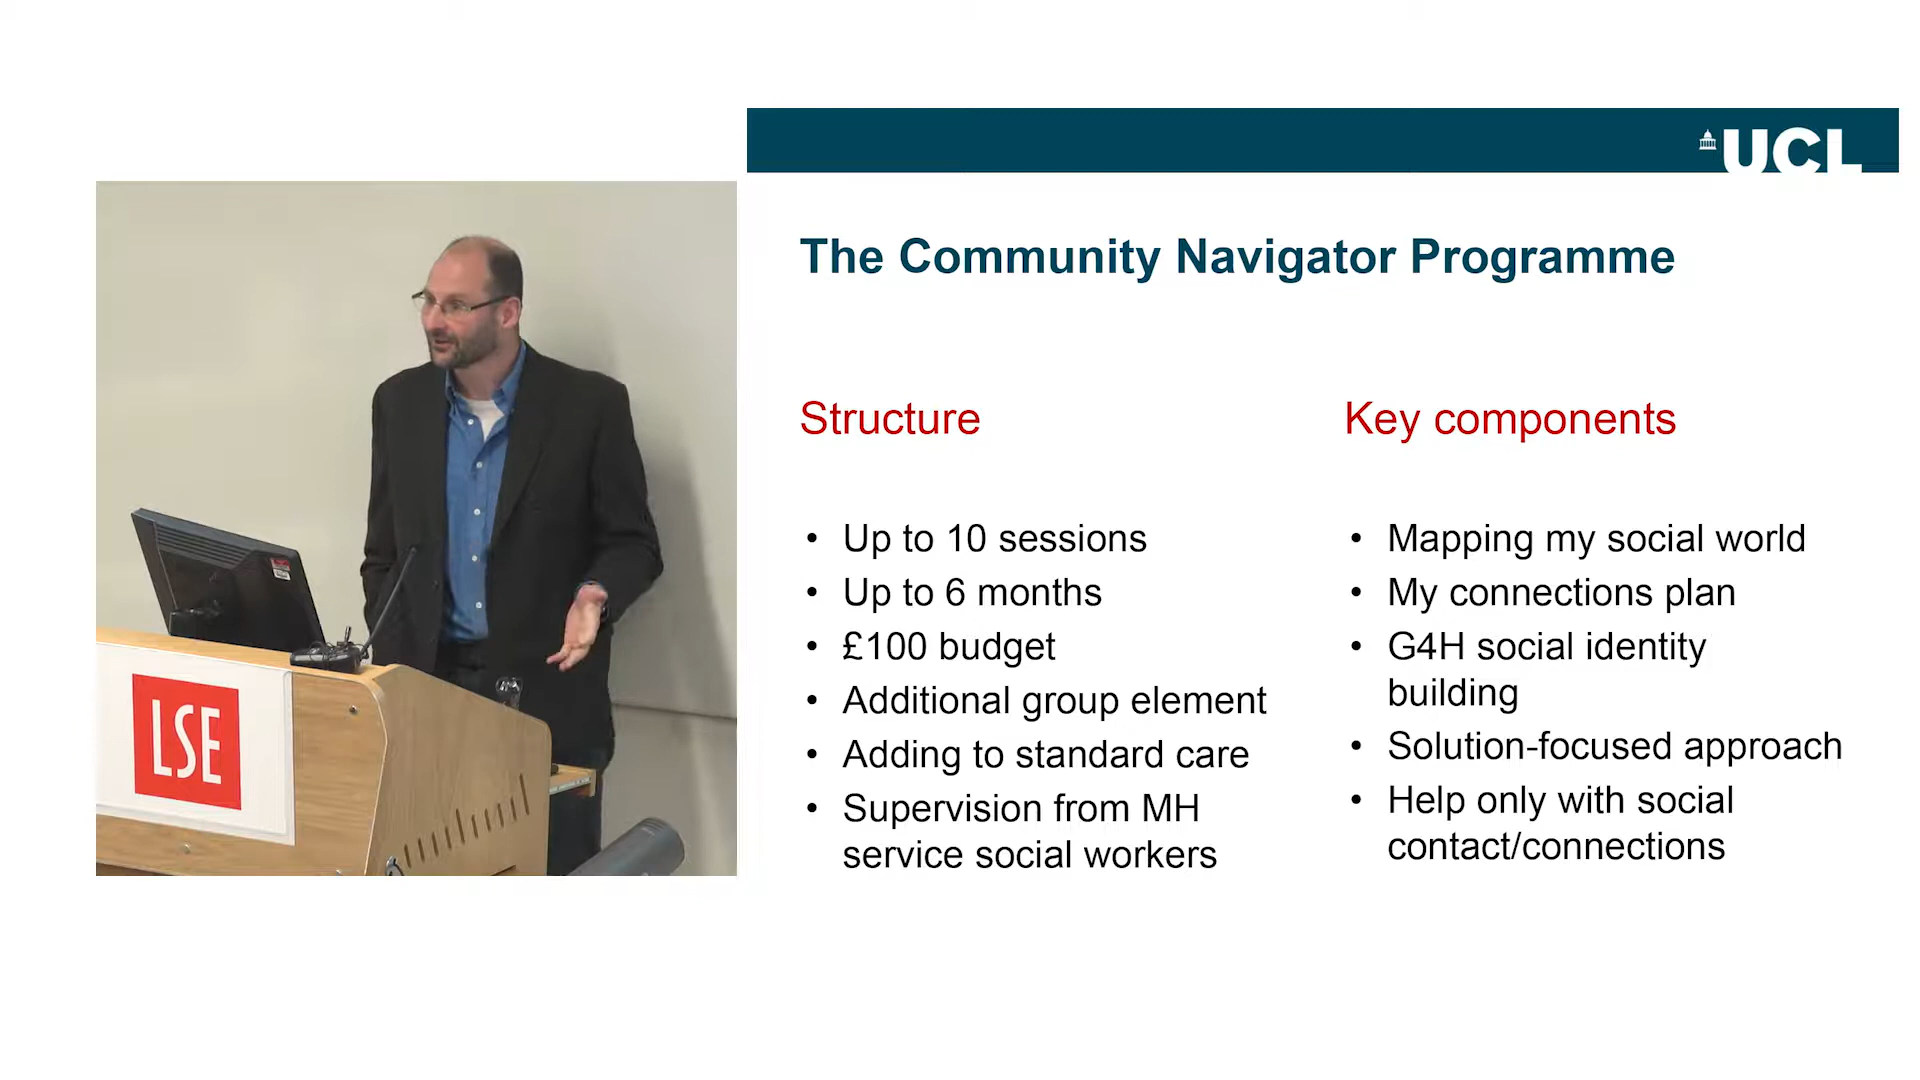 UCL
The Community Navigator Programme
Structure
• Up to 10 sessions
• Up to 6 months
• £100 budget
• Additional group element
• Adding to standard care
• Supervision from MH
service social workers
Key components
• Mapping my social world
• My connections plan
• G4H social identity
building
• Solution-focused approach
• Help only with social
contact/connections
LSE